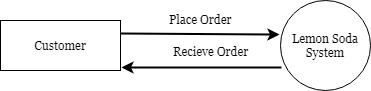 Place Order
Customer
Recieve Order
Lemon Soda
System